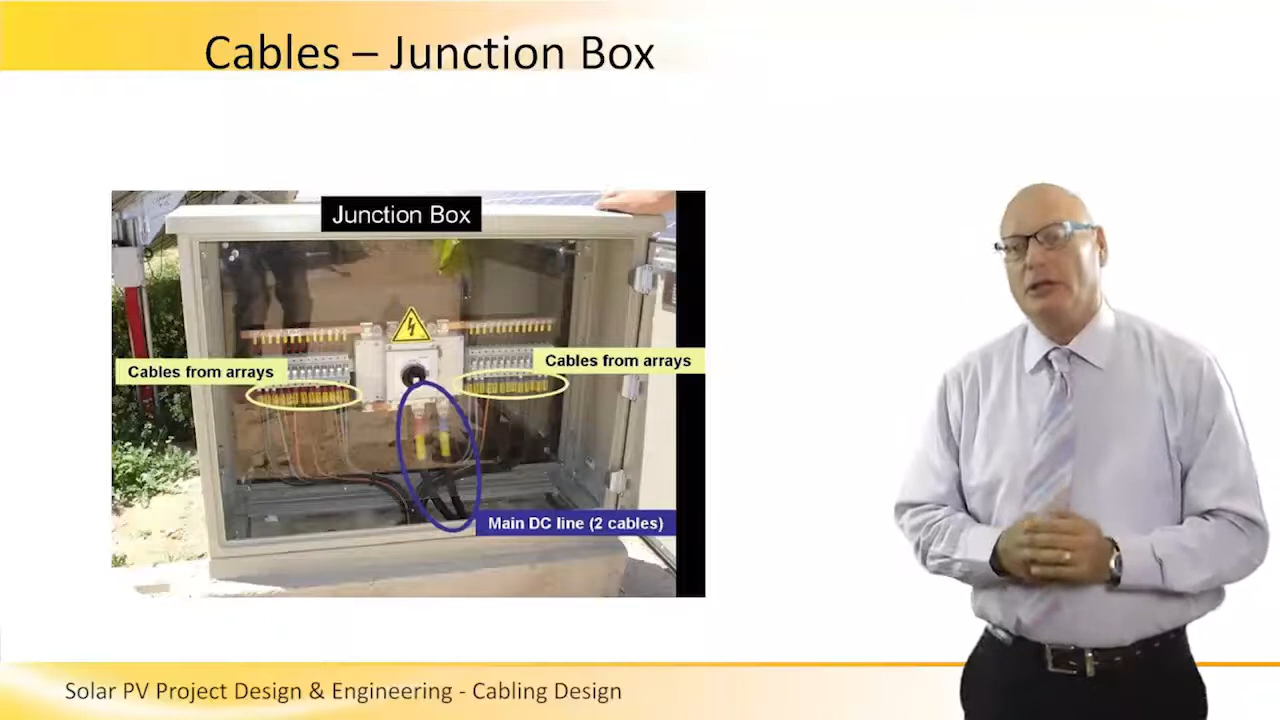 Cables – Junction Box
Junction Box
Cables from arrays
Cables from arrays
Main DC line (2 cables)
Solar PV Project Design & Engineering - Cabling Design